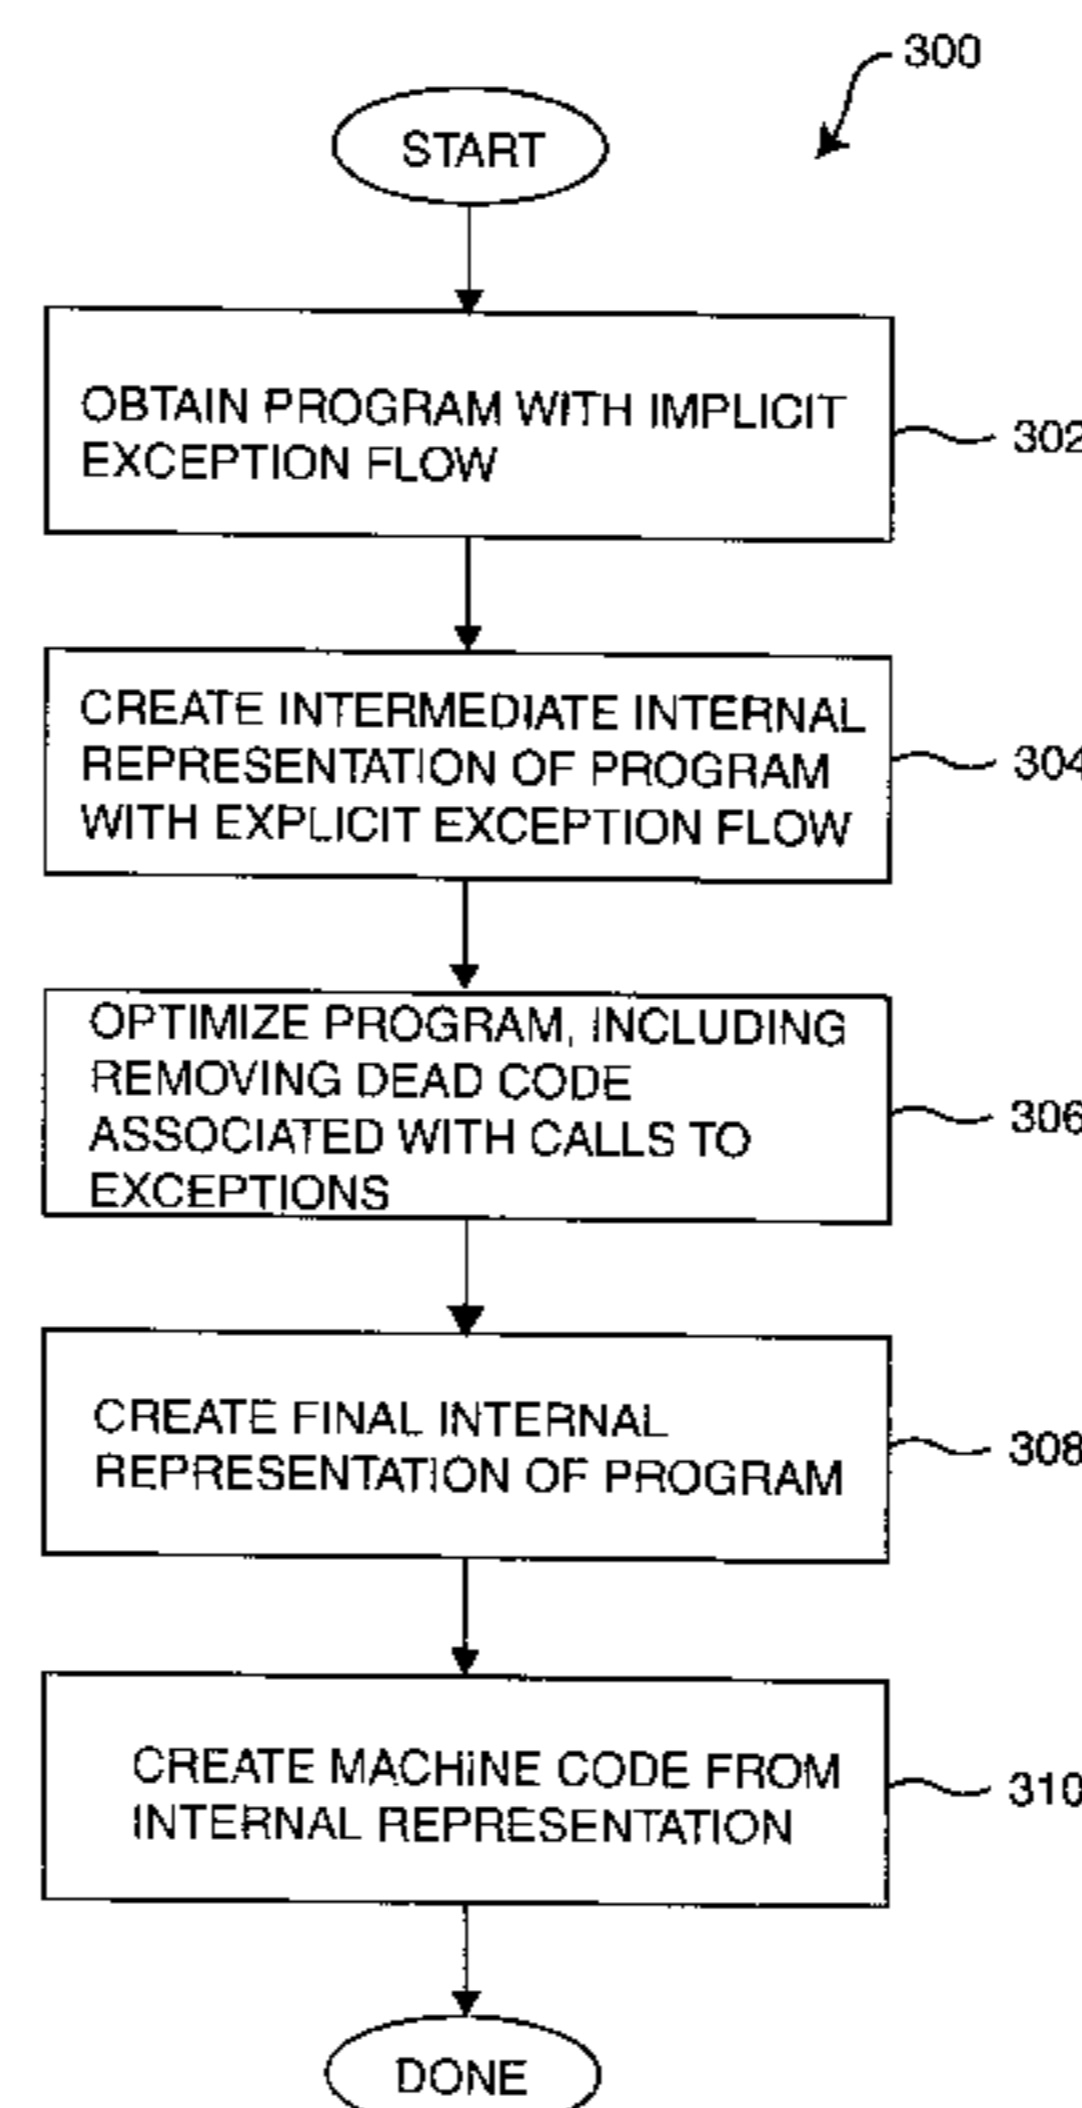 300
START
OBTAIN PROGRAM WITH IMPLICIT
EXCEPTION FLOW
302
CREATE INTERMEDIATE INTERNAL
REPRESENTATION OF PROGRAM
WITH EXPLICIT EXCEPTION FLOW
304
OPTIMIZE PROGRAM, INCLUDING
REMOVING DEAD CODE
ASSOCIATED WITH CALLS TO
EXCEPTIONS
306
CREATE FINAL INTERNAL
REPRESENTATION OF PROGRAM
308
CREATE MACHINE CODE FROM
INTERNAL REPRESENTATION
310
DONE